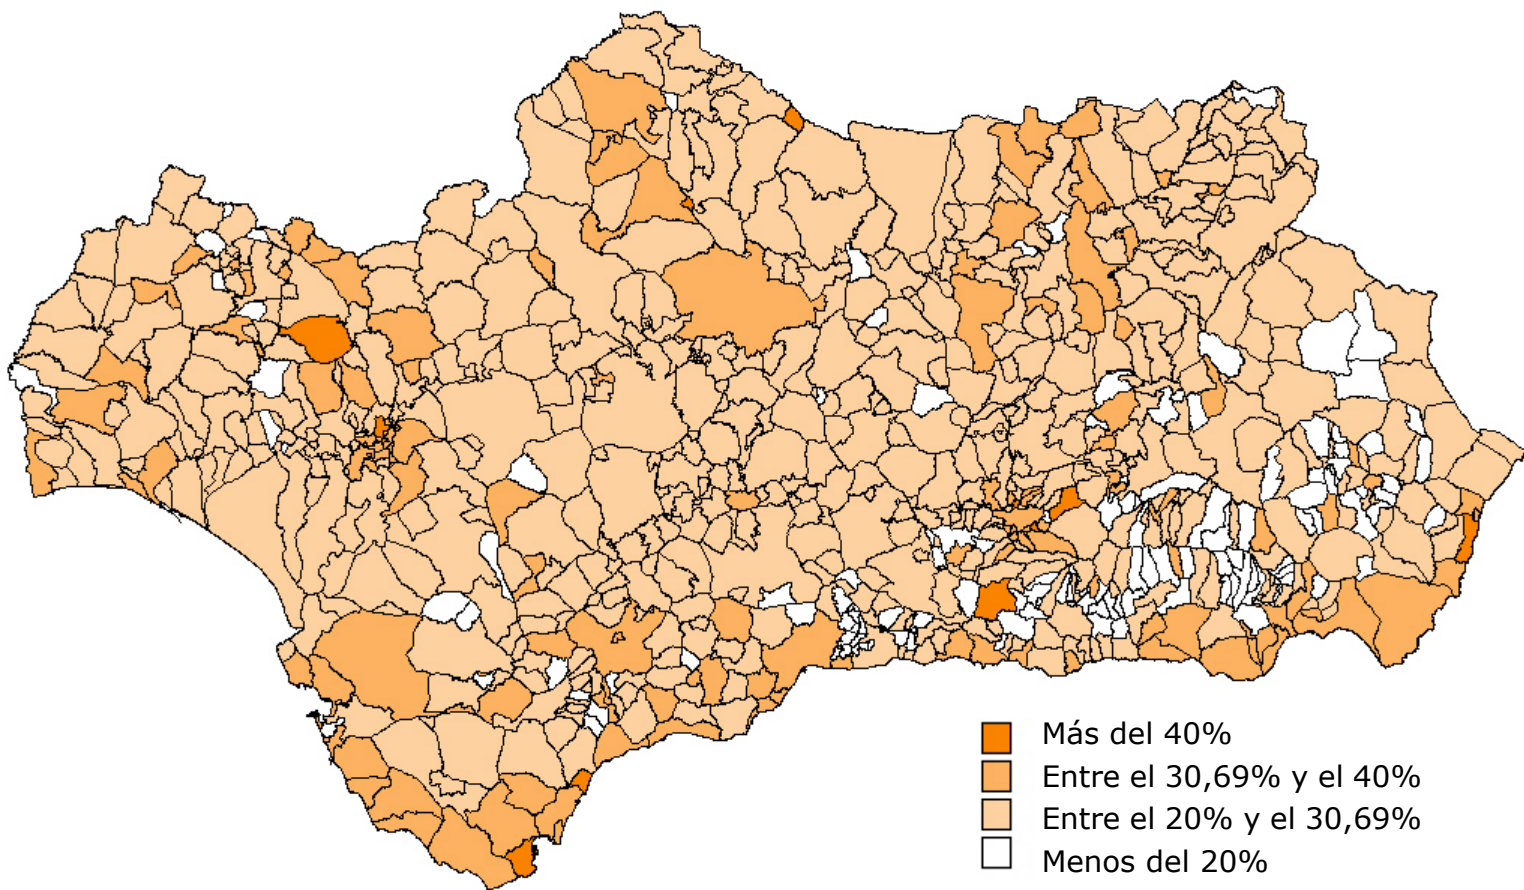 Más del 40%
Entre el 30,69% y el 40%
Entre el 20% y el 30,69%
Menos del 20%